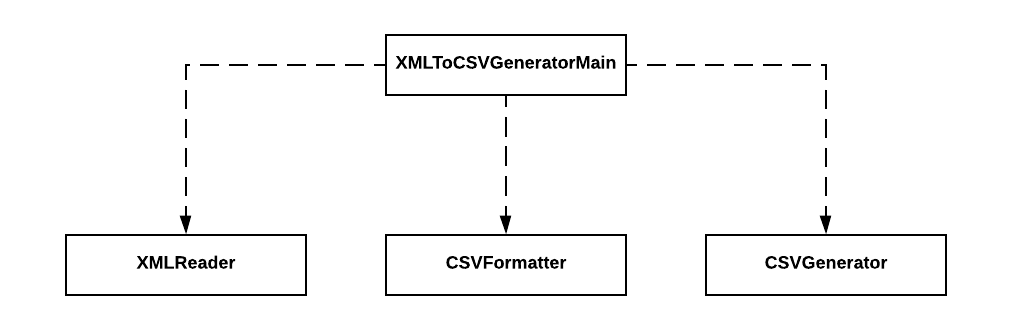 XMLToCSVGeneratorMain
XMLReader
CSVFormatter
CSVGenerator